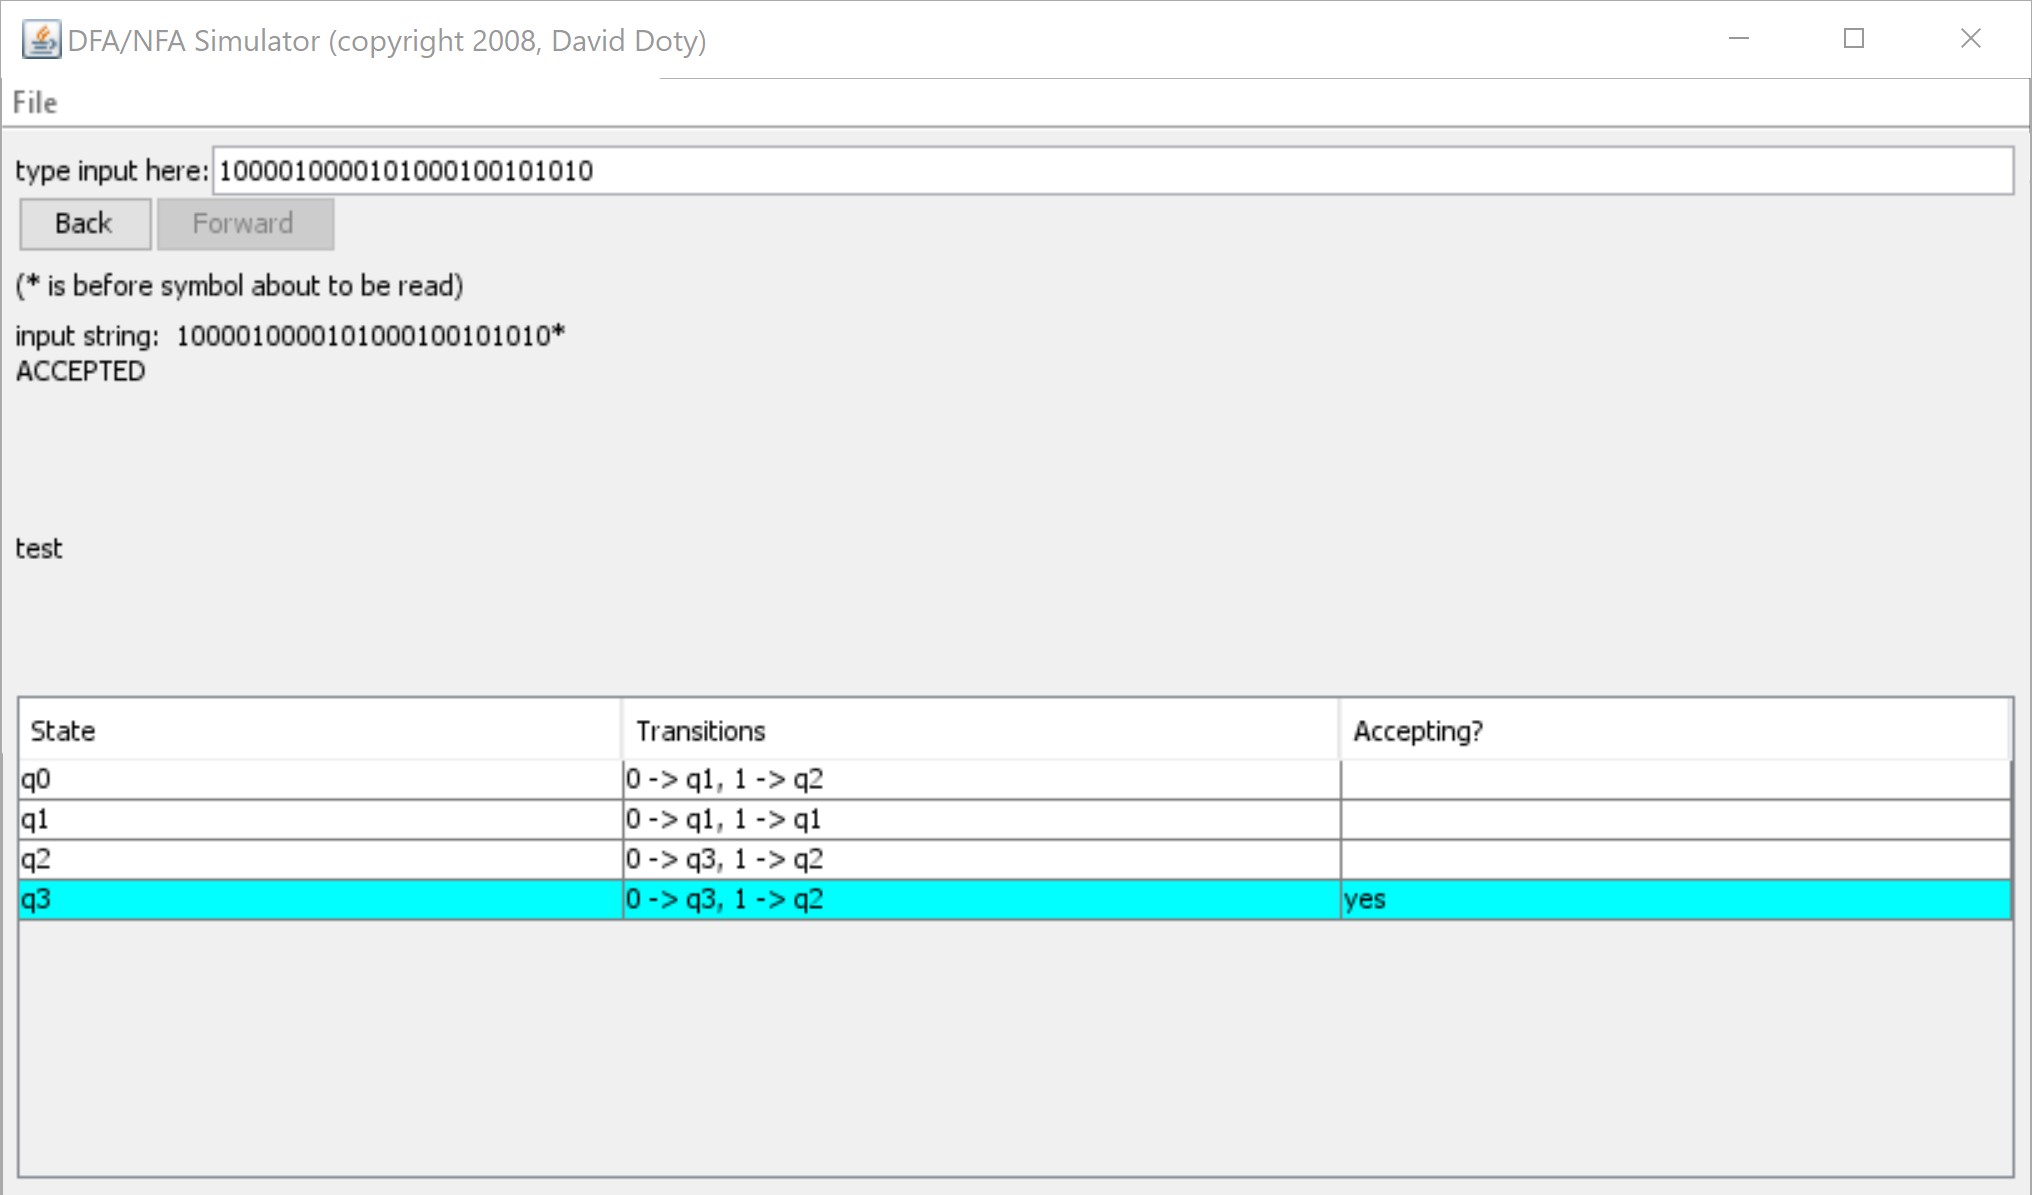 DFA/NFA Simulator (copyright 2008, David Doty)
File
type input here: 1000010000101000100101010
Back Forward
(* is before symbol about to be read)
input string: 1000010000101000100101010*
ACCEPTED
test
State Transitions Accepting?
q0 0 -> q1, 1 -> q2
q1 0 -> q1, 1 -> q1
q2 0 -> q3, 1 -> q2
q3 0 -> q3, 1 -> q2 yes